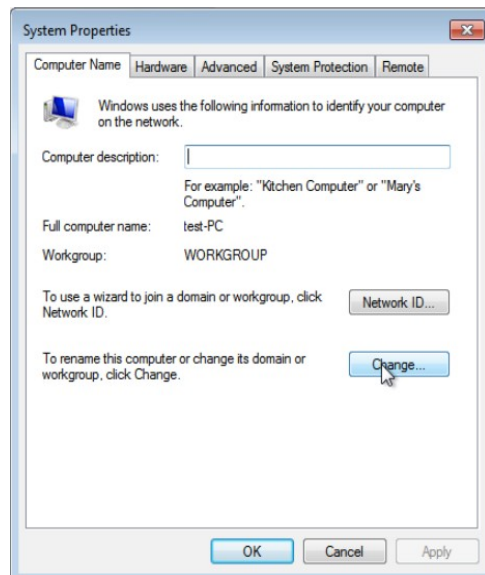 System Properties
Computer Name Hardware Advanced System Protection Remote
Windows uses the following information to identify your computer
on the network.
Computer description:
For example: "Kitchen Computer" or "Mary's
Computer".
Full computer name: test-PC
Workgroup: WORKGROUP
To use a wizard to join a domain or workgroup, click
Network ID.
Network ID...
To rename this computer or change its domain or
workgroup, click Change.
Change...
OK Cancel Apply